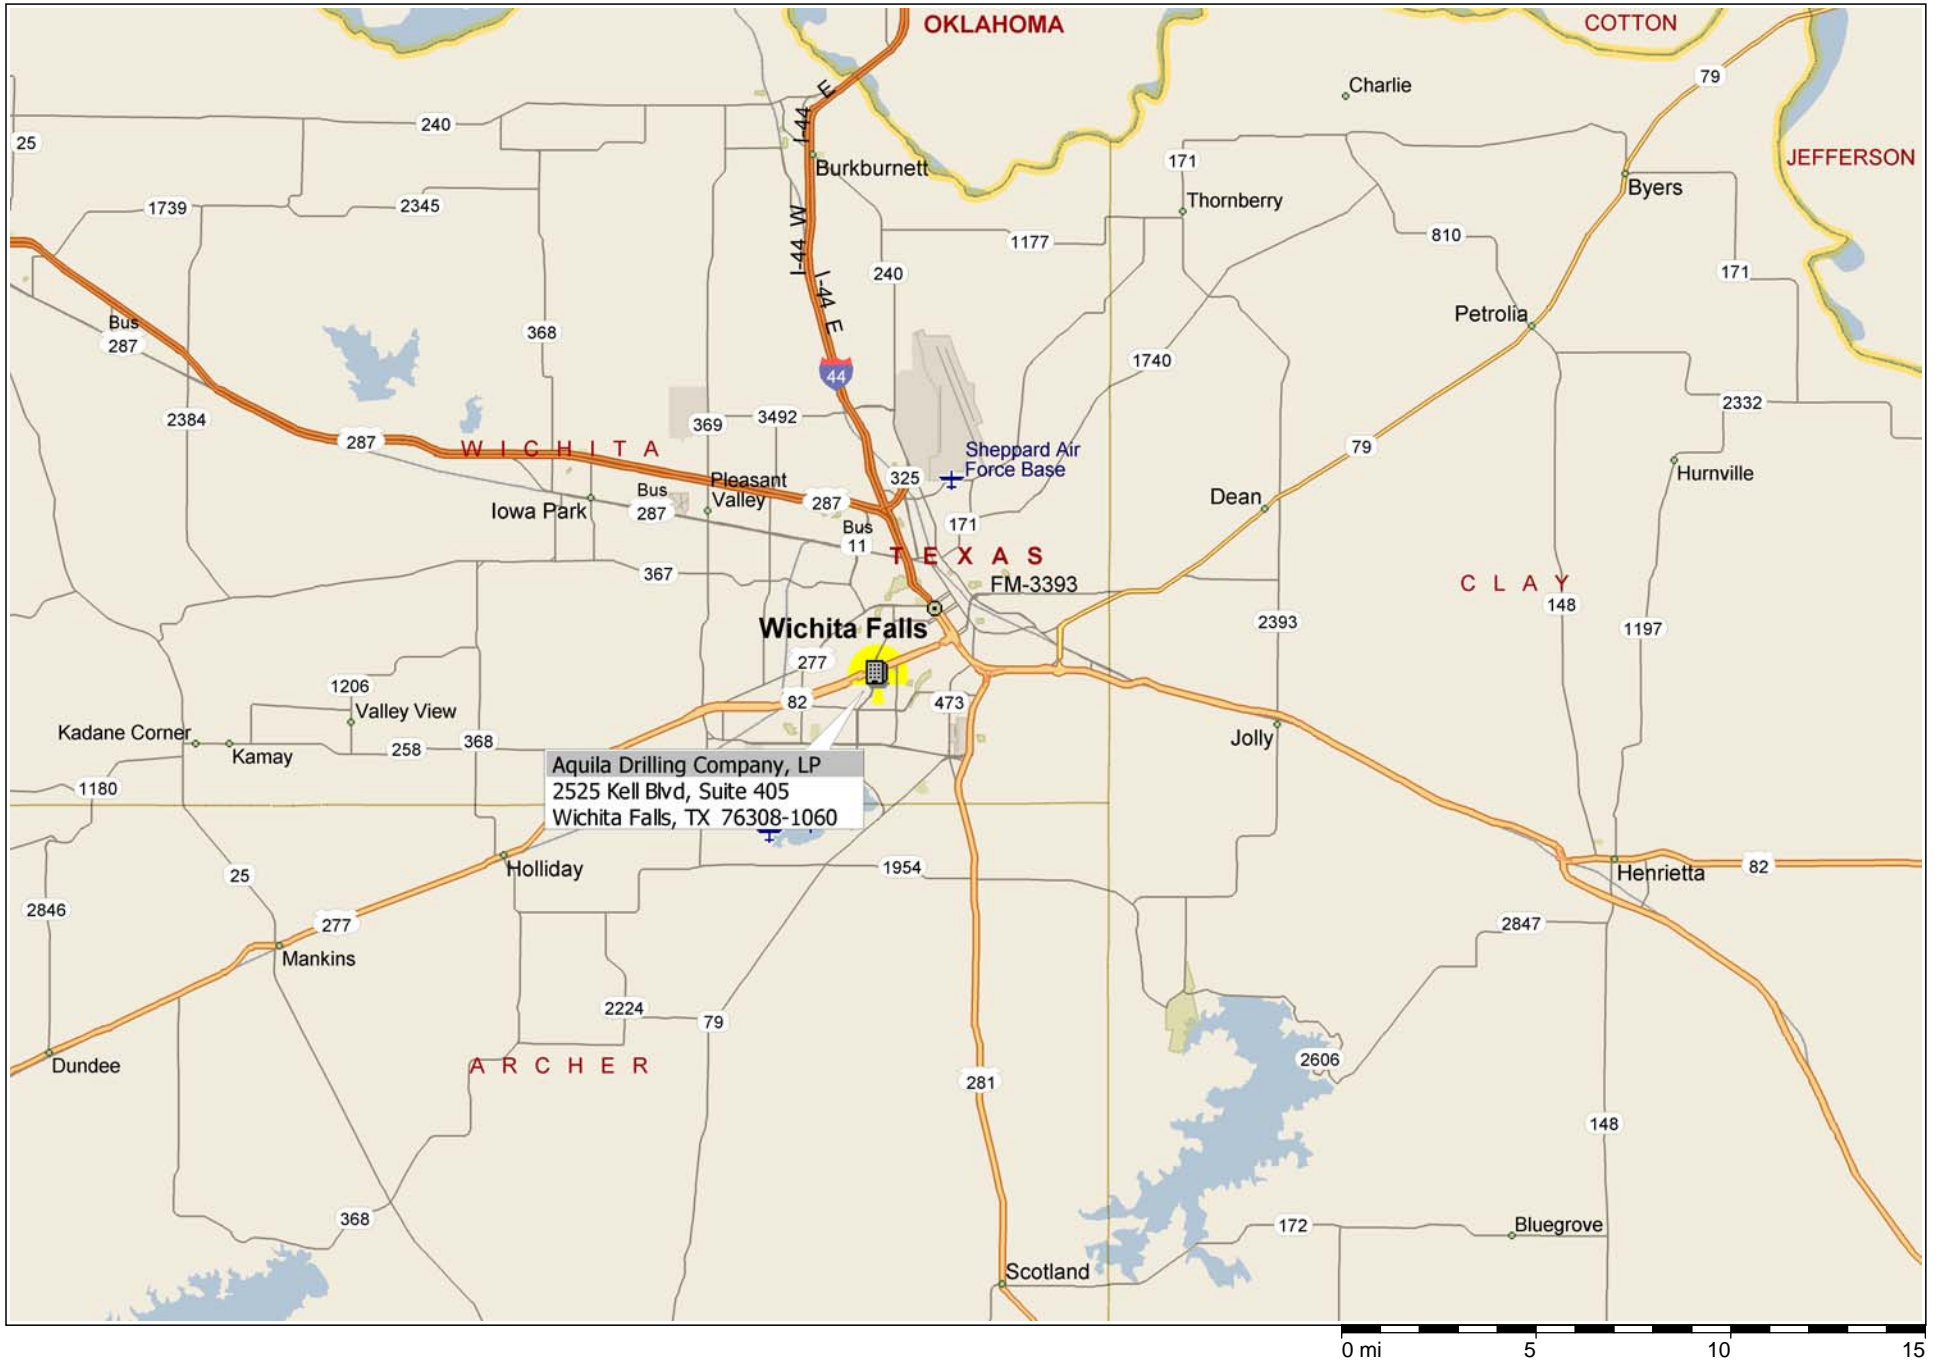 OKLAHOMA
COTTON
79
Charlie
E
I-44
240
25
JEFFERSON
171
Burkburnett
Byers
Thornberry
1739
2345
I-44 W
810
1177
240
171
I-44 E
Petrolia
Bus
287
368
1740
44
2332
2384
369
3492
287
WICHITA
79
Sheppard Air
Force Base
Hurnville
325
Pleasant
Valley
Bus
287
287
Dean
Iowa Park
171
Bus
11
TEXAS
367
FM-3393
CLAY
148
2393
1197
Wichita Falls
277
1206
82
473
Valley View
Kadane Corner
Jolly
368
258
Kamay
Aquila Drilling Company, LP
2525 Kell Blvd, Suite 405
Wichita Falls, TX 76308-1060
1180
Holliday
1954
82
Henrietta
25
2846
277
2847
Mankins
2224
79
Dundee
ARCHER
2606
281
148
368
172
Bluegrove
Scotland
0 mi
5
10
15